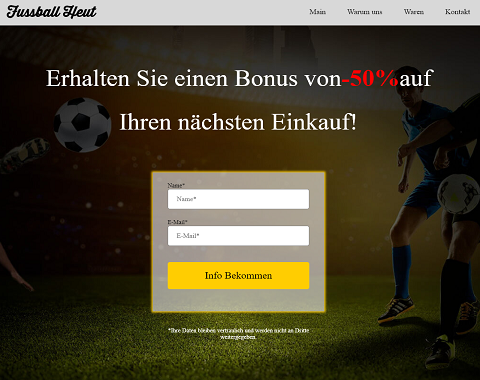 Fussball Heut
Main
Warum uns
Waren
Kontakt
Erhalten Sie einen Bonus von-50%auf
Ihren nächsten Einkauf!
Name*
Name*
E-Mail*
E-Mail*
Info Bekommen
*Ihre Daten bleiben vertraulich und werden nicht an Dritte
weitergegeben.